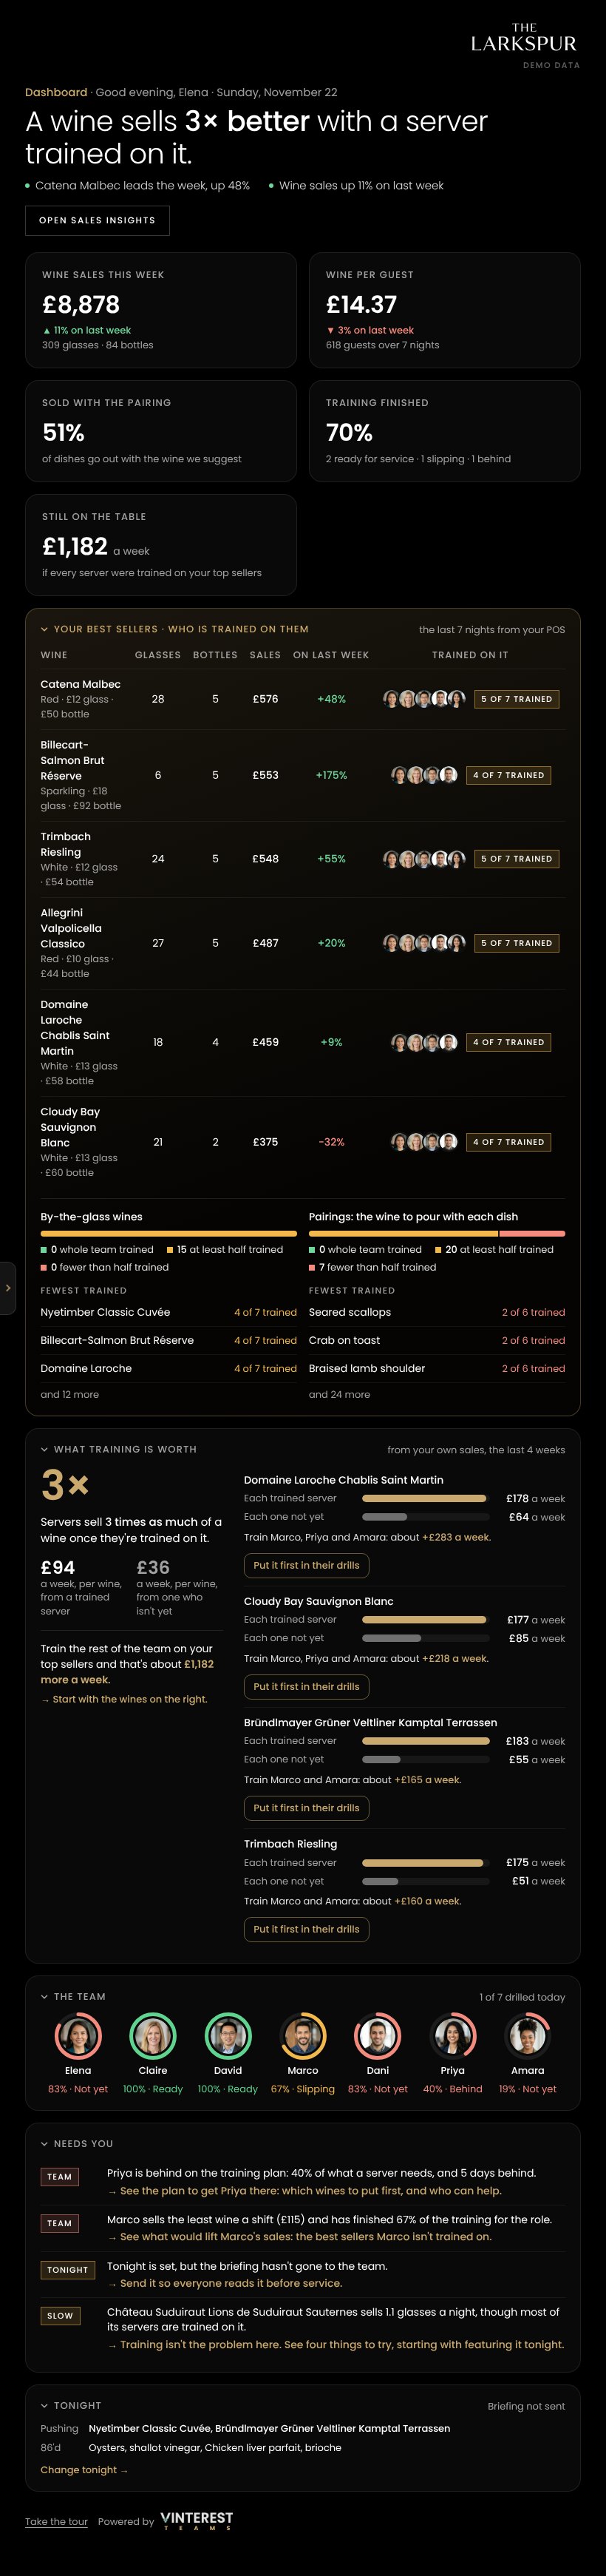 THE
LARKSPUR
DEMO DATA
Dashboard · Good evening, Elena · Sunday, November 22
A wine sells 3× better with a server
trained on it.
Catena Malbec leads the week, up 48%
Wine sales up 11% on last week
OPEN SALES INSIGHTS
WINE SALES THIS WEEK
£8,878
▲ 11% on last week
309 glasses · 84 bottles
WINE PER GUEST
£14.37
▼ 3% on last week
618 guests over 7 nights
SOLD WITH THE PAIRING
51%
of dishes go out with the wine we suggest
TRAINING FINISHED
70%
2 ready for service · 1 slipping · 1 behind
STILL ON THE TABLE
£1,182 a week
if every server were trained on your top sellers
YOUR BEST SELLERS · WHO IS TRAINED ON THEM
the last 7 nights from your POS
WINE GLASSES BOTTLES SALES ON LAST WEEK TRAINED ON IT
Catena Malbec
Red · £12 glass ·
£50 bottle
28 5 £576 +48% 5 OF 7 TRAINED
Billecart-
Salmon Brut
Réserve
Sparkling · £18
glass · £92 bottle
6 5 £553 +175% 4 OF 7 TRAINED
Trimbach
Riesling
White · £12 glass
· £54 bottle
24 5 £548 +55% 5 OF 7 TRAINED
Allegrini
Valpolicella
Classico
Red · £10 glass ·
£44 bottle
27 5 £487 +20% 5 OF 7 TRAINED
Domaine
Laroche
Chablis Saint
Martin
White · £13 glass
· £58 bottle
18 4 £459 +9% 4 OF 7 TRAINED
Cloudy Bay
Sauvignon
Blanc
White · £13 glass
· £60 bottle
21 2 £375 -32% 4 OF 7 TRAINED
By-the-glass wines
0 whole team trained 15 at least half trained
0 fewer than half trained
FEWEST TRAINED
Nyetimber Classic Cuvée 4 of 7 trained
Billecart-Salmon Brut Réserve 4 of 7 trained
Domaine Laroche 4 of 7 trained
and 12 more
Pairings: the wine to pour with each dish
0 whole team trained 20 at least half trained
7 fewer than half trained
FEWEST TRAINED
Seared scallops 2 of 6 trained
Crab on toast 2 of 6 trained
Braised lamb shoulder 2 of 6 trained
and 24 more
WHAT TRAINING IS WORTH
from your own sales, the last 4 weeks
3×
Servers sell 3 times as much of a
wine once they're trained on it.
£94
a week, per wine,
from a trained
server
£36
a week, per wine,
from one who
isn't yet
Train the rest of the team on your
top sellers and that's about £1,182
more a week.
→ Start with the wines on the right.
Domaine Laroche Chablis Saint Martin
Each trained server £178 a week
Each one not yet £64 a week
Train Marco, Priya and Amara: about +£283 a week.
Put it first in their drills
Cloudy Bay Sauvignon Blanc
Each trained server £177 a week
Each one not yet £85 a week
Train Marco, Priya and Amara: about +£218 a week.
Put it first in their drills
Bründlmayer Grüner Veltliner Kamptal Terrassen
Each trained server £183 a week
Each one not yet £55 a week
Train Marco and Amara: about +£165 a week.
Put it first in their drills
Trimbach Riesling
Each trained server £175 a week
Each one not yet £51 a week
Train Marco and Amara: about +£160 a week.
Put it first in their drills
THE TEAM
1 of 7 drilled today
Elena Claire David Marco Dani Priya Amara
83% · Not yet 100% · Ready 100% · Ready 67% · Slipping 83% · Not yet 40% · Behind 19% · Not yet
NEEDS YOU
TEAM
Priya is behind on the training plan: 40% of what a server needs, and 5 days behind.
→ See the plan to get Priya there: which wines to put first, and who can help.
TEAM
Marco sells the least wine a shift (£115) and has finished 67% of the training for the role.
→ See what would lift Marco's sales: the best sellers Marco isn't trained on.
TONIGHT
Tonight is set, but the briefing hasn't gone to the team.
→ Send it so everyone reads it before service.
SLOW
Château Suduiraut Lions de Suduiraut Sauternes sells 1.1 glasses a night, though most of
its servers are trained on it.
→ Training isn't the problem here. See four things to try, starting with featuring it tonight.
TONIGHT
Briefing not sent
Pushing Nyetimber Classic Cuvée, Bründlmayer Grüner Veltliner Kamptal Terrassen
86'd Oysters, shallot vinegar, Chicken liver parfait, brioche
Change tonight →
Take the tour Powered by VINTEREST
TEAMS